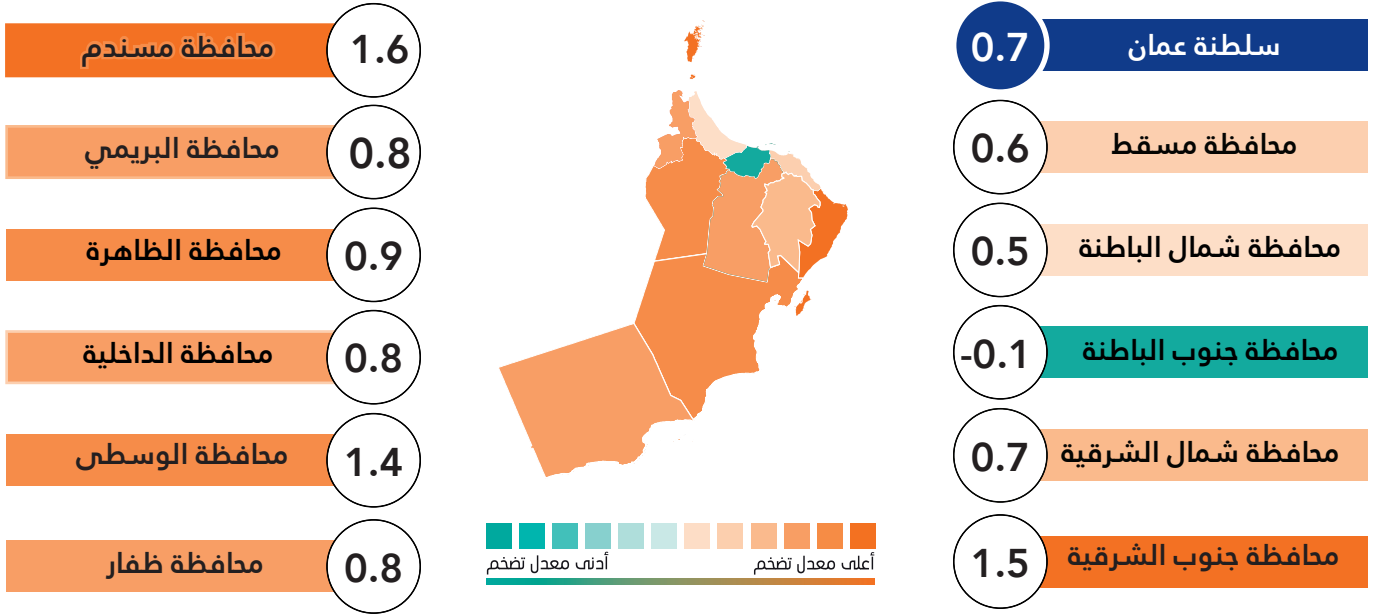 سلطنة عمان
0.7
محافظة مسقط
0.6
محافظة شمال الباطنة
0.5
محافظة جنوب الباطنة
-0.1
محافظة شمال الشرقية
0.7
محافظة جنوب الشرقية
1.5
محافظة مسندم
1.6
محافظة البريمي
0.8
محافظة الظاهرة
0.9
محافظة الداخلية
0.8
محافظة الوسطى
1.4
محافظة ظفار
0.8
أعلى معدل تضخم
أدنى معدل تضخم